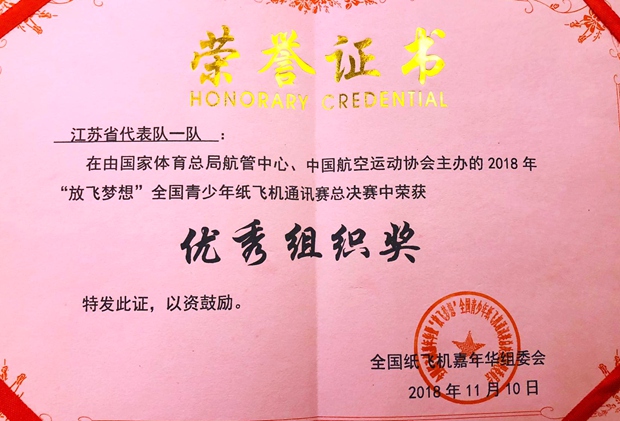 荣誉证书
HONORARY CREDENTIAL
江苏省代表队一队 ：
在由国家体育总局航管中心、中国航空运动协会主办的 2018 年
“放飞梦想”全国青少年纸飞机通讯赛总决赛中荣获
优秀组织奖
特发此证，以资鼓励。
全国纸飞机嘉年华组委会
2018 年 11 月 10 日